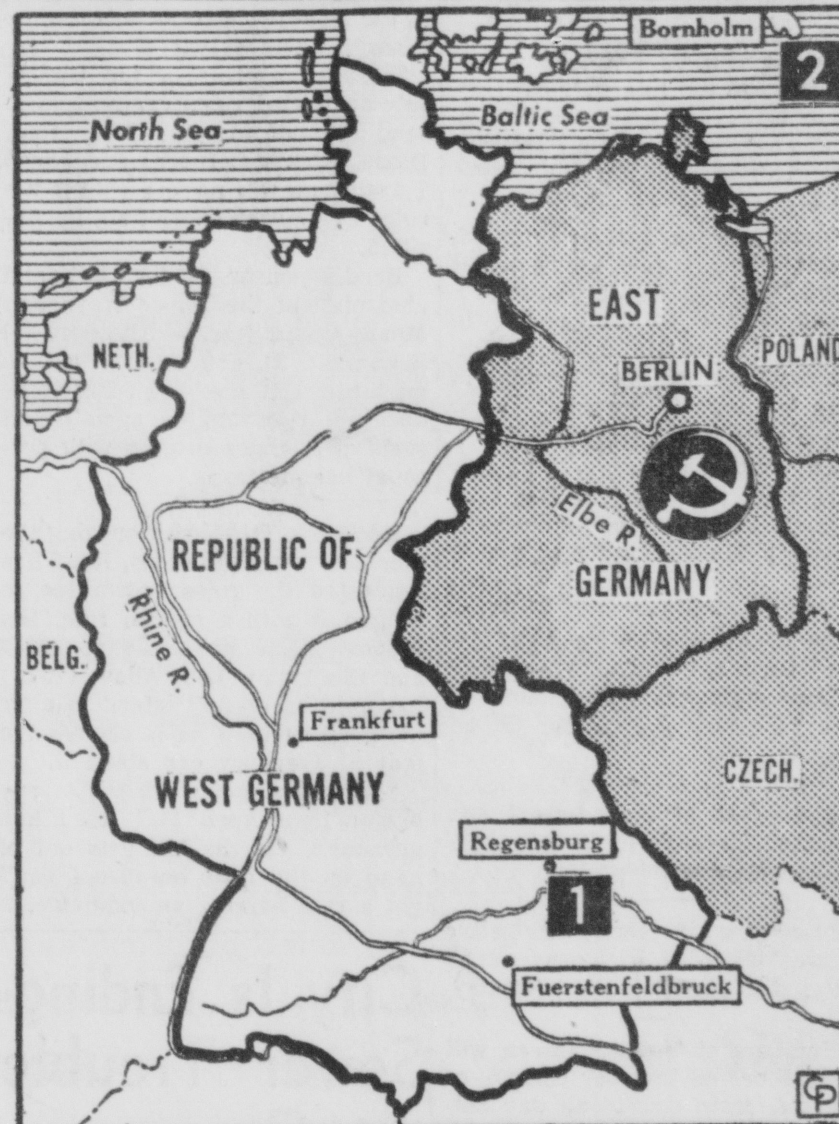 Bornholm
2
North Sea
Baltic Sea
EAST
NETH.
POLAND
BERLIN
Elbe R.
REPUBLIC OF
GERMANY
Rhine R.
BELG.
Frankfurt
CZECH.
WEST GERMANY
Regensburg
1
Fuerstenfeldbruck
CP